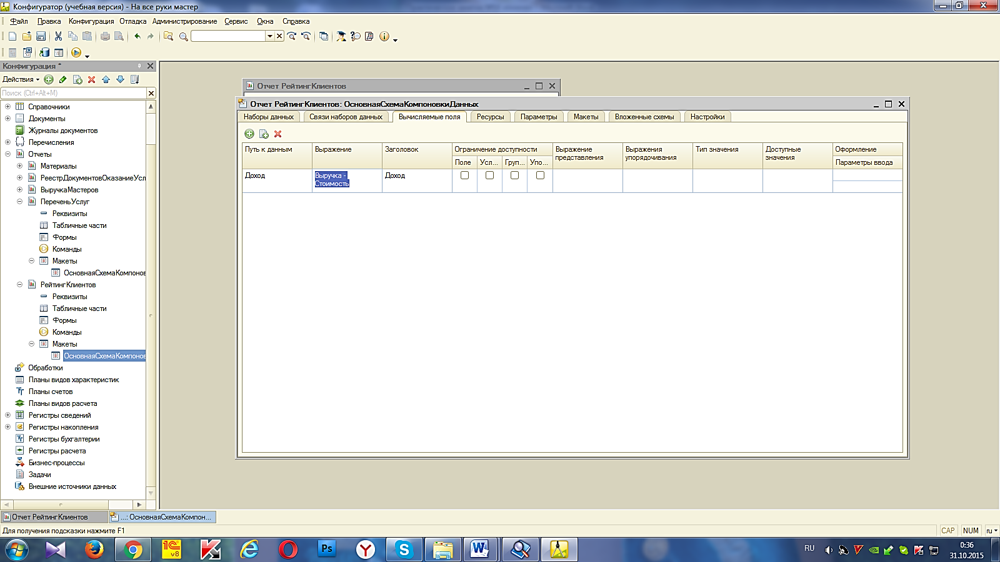 Конфигуратор (учебная версия) - На все руки мастер
Файл Правка Конфигурация Отладка Администрирование Сервис Окна Справка
Конфигурация *
Действия
Поиск (Ctrl+Alt+M)
Справочники
Документы
Журналы документов
Перечисления
Отчеты
Материалы
РеестрДокументовОказаниеУсл
ВыручкаМастеров
ПереченьУслуг
Реквизиты
Табличные части
Формы
Команды
Макеты
ОсновнаяСхемаКомпонов
РейтингКлиентов
Реквизиты
Табличные части
Формы
Команды
Макеты
ОсновнаяСхемаКомпонов
Обработки
Планы видов характеристик
Планы счетов
Планы видов расчета
Регистры сведений
Регистры накопления
Регистры бухгалтерии
Регистры расчета
Бизнес-процессы
Задачи
Внешние источники данных
Отчет РейтингКлиентов
Отчет РейтингКлиентов: ОсновнаяСхемаКомпоновкиДанных
Наборы данных Связи наборов данных Вычисляемые поля Ресурсы Параметры Макеты Вложенные схемы Настройки
Путь к данным Выражение Заголовок Ограничение доступности Выражение представления Выражения упорядочивания Тип значения Доступные значения Оформление
Поле Усл... Груп... Упо... Параметры ввода
Доход Выручка - Стоимость Доход
Отчет РейтингКлиентов ...: ОсновнаяСхемаКомпон...
Для получения подсказки нажмите F1 CAP NUM ru
1С v8 Ps RU 0:36
31.10.2015